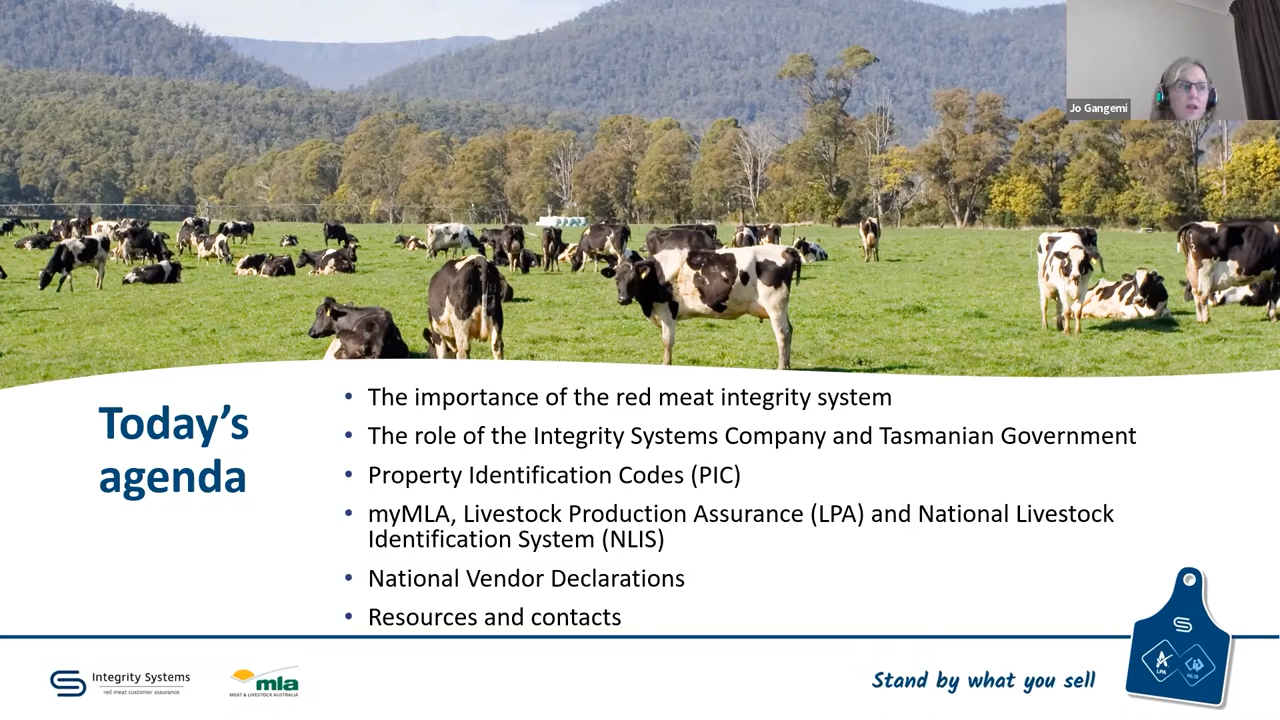 Jo Gangemi
Today's
agenda
• The importance of the red meat integrity system
• The role of the Integrity Systems Company and Tasmanian Government
• Property Identification Codes (PIC)
• myMLA, Livestock Production Assurance (LPA) and National Livestock
Identification System (NLIS)
• National Vendor Declarations
• Resources and contacts
Integrity Systems
red meat customer assurance
mla
MEAT & LIVESTOCK AUSTRALIA
Stand by what you sell
LPA
NLIS